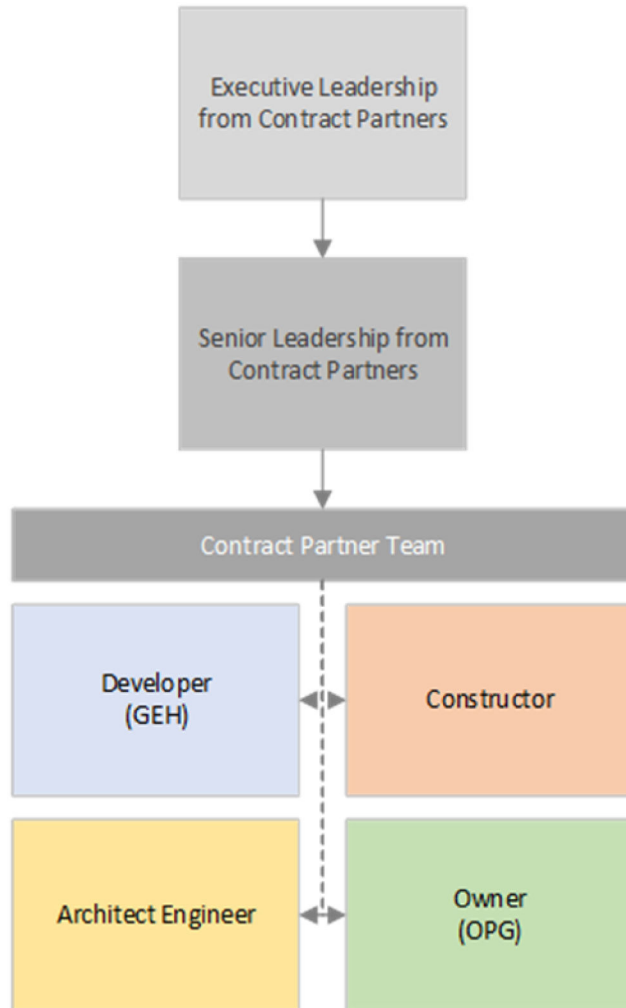 Executive Leadership
from Contract Partners
Senior Leadership from
Contract Partners
Contract Partner Team
Developer
(GEH)
Constructor
Architect Engineer
Owner
(OPG)